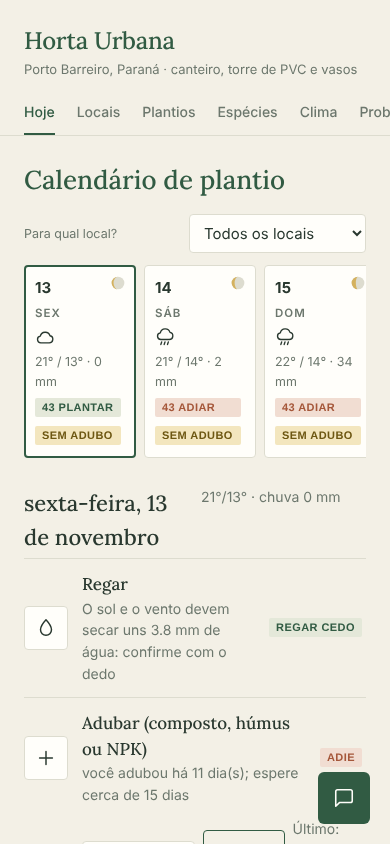 Horta Urbana
Porto Barreiro, Paraná · canteiro, torre de PVC e vasos
Hoje Locais Plantios Espécies Clima Prob
Calendário de plantio
Para qual local?
Todos os locais
13
SEX
21° / 13° · 0
mm
43 PLANTAR
SEM ADUBO
14
SÁB
21° / 14° · 2
mm
43 ADIAR
SEM ADUBO
15
DOM
22° / 14° · 34
mm
43 ADIAR
SEM ADUBO
sexta-feira, 13
de novembro
21°/13° · chuva 0 mm
Regar
O sol e o vento devem
secar uns 3.8 mm de
água: confirme com o
dedo
REGAR CEDO
Adubar (composto, húmus
ou NPK)
você adubou há 11 dia(s); espere
cerca de 15 dias
ADIE
Último: